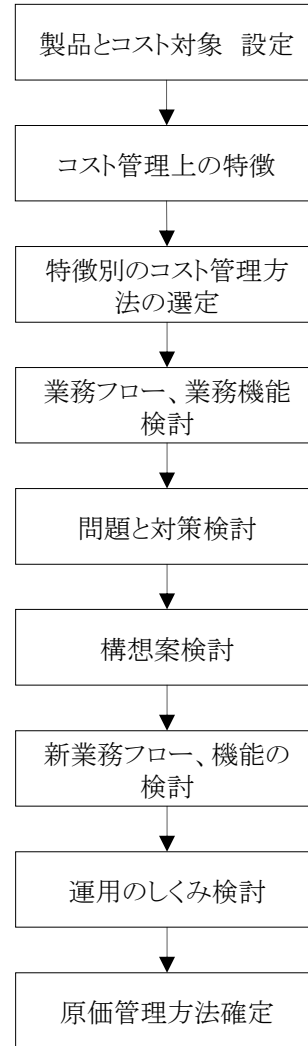 製品とコスト対象　設定
コスト管理上の特徴
特徴別のコスト管理方
法の選定
業務フロー、業務機能
検討
問題と対策検討
構想案検討
新業務フロー、機能の
検討
運用のしくみ検討
原価管理方法確定